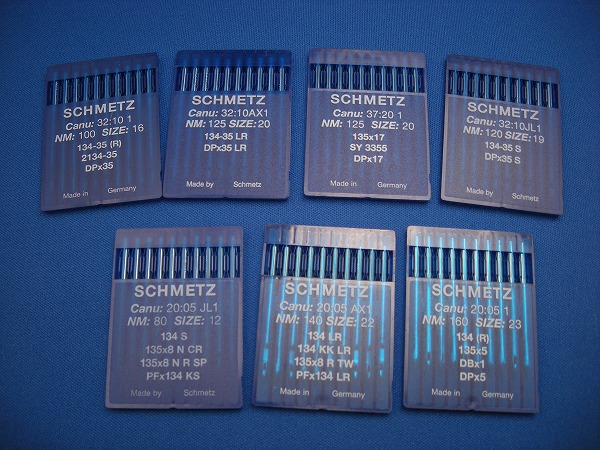 SCHMETZ
Canu: 32:10 1
NM: 100 SIZE: 16
134-35 (R)
2134-35
DPx35
Made in Germany
SCHMETZ
Canu: 32:10AX1
NM: 125 SIZE: 20
134-35 LR
DPx35 LR
Made by Schmetz
SCHMETZ
Canu: 37:20 1
NM: 125 SIZE: 20
135x17
SY 3355
DPx17
Made in Germany
SCHMETZ
Canu: 32:10JL1
NM: 120 SIZE: 19
134-35 S
DPx35 S
Made by Schmetz
SCHMETZ
Canu: 20:05 JL1
NM: 80 SIZE: 12
134 S
135x8 N CR
135x8 N R SP
PFx134 KS
Made in Germany
SCHMETZ
Canu: 20:05 AX1
NM: 140 SIZE: 22
134 LR
134 KK LR
135x8 R TW
PFx134 LR
Made in Germany
SCHMETZ
Canu: 20:05 1
NM: 160 SIZE: 23
134 (R)
135x5
DBx1
DPx5
Made in Germany